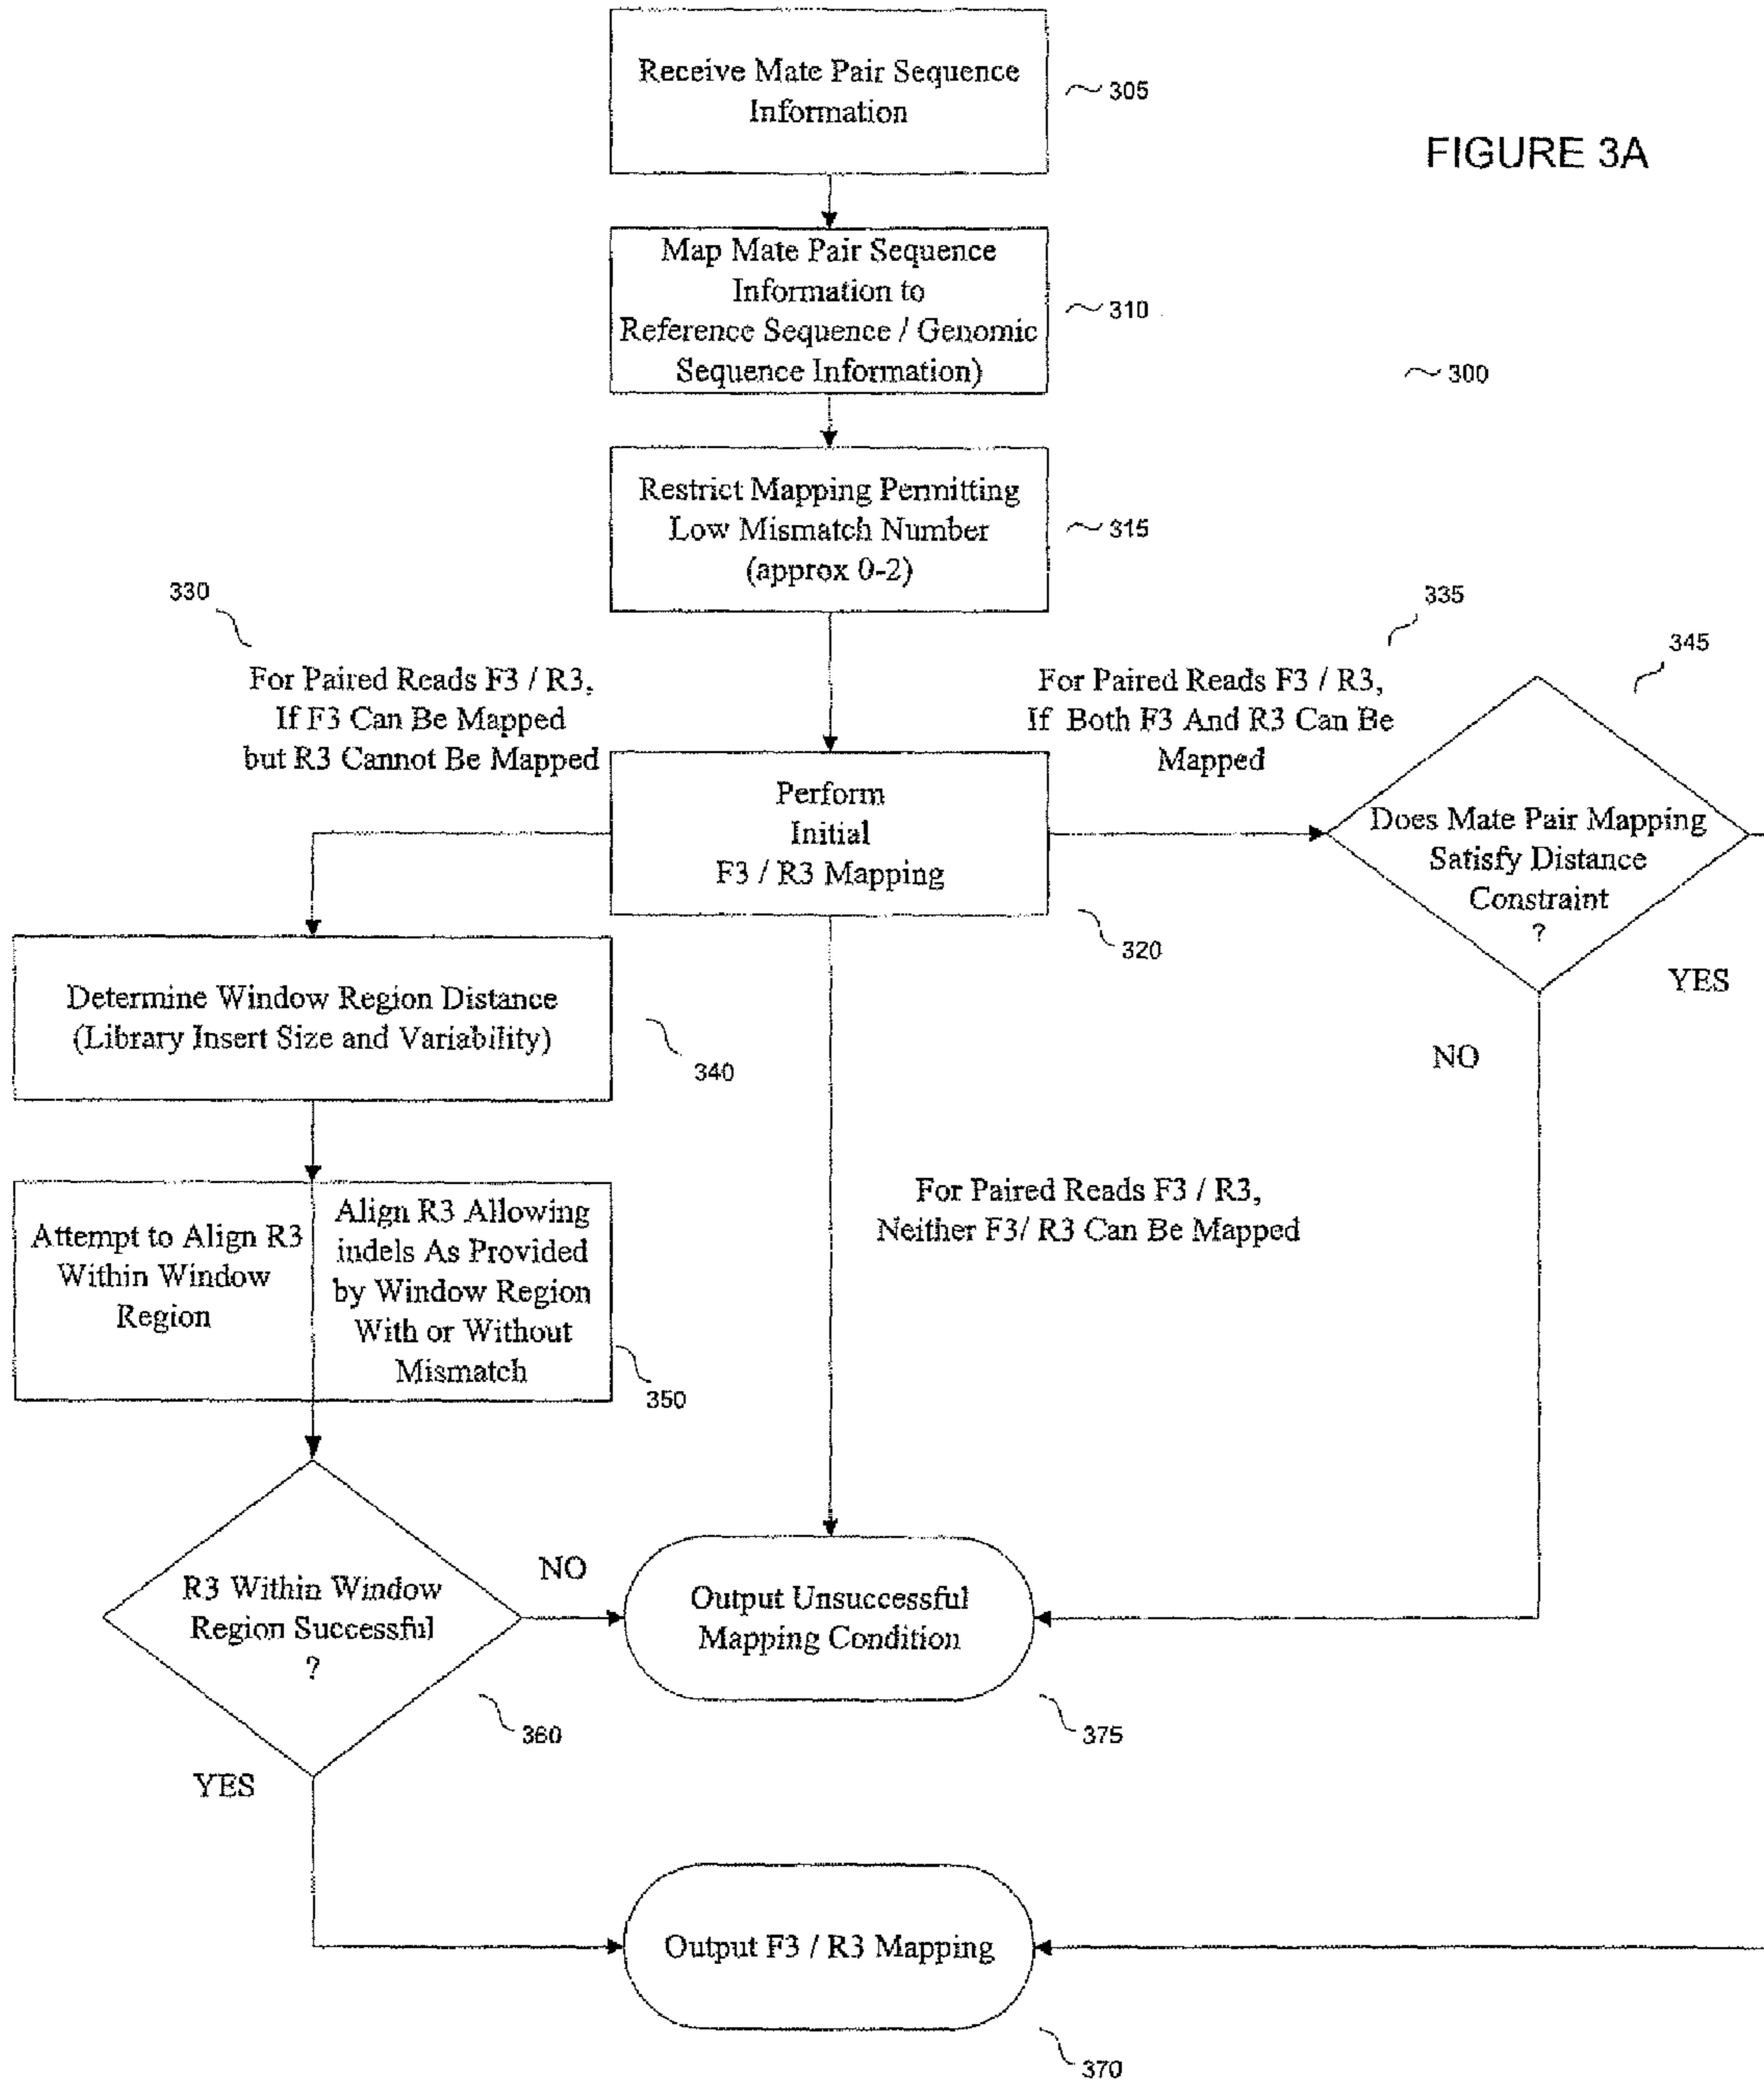 Receive Mate Pair Sequence
Information
305
FIGURE 3A
Map Mate Pair Sequence
Information to
Reference Sequence / Genomic
Sequence Information)
310
300
Restrict Mapping Permitting
Low Mismatch Number
(approx 0-2)
315
330
For Paired Reads F3 / R3,
If F3 Can Be Mapped
but R3 Cannot Be Mapped
335
For Paired Reads F3 / R3,
If Both F3 And R3 Can Be
Mapped
345
Perform
Initial
F3 / R3 Mapping
320
Does Mate Pair Mapping
Satisfy Distance
Constraint
?
YES
NO
Determine Window Region Distance
(Library Insert Size and Variability)
340
Attempt to Align R3
Within Window
Region
Align R3 Allowing
indels As Provided
by Window Region
With or Without
Mismatch
350
For Paired Reads F3 / R3,
Neither F3/ R3 Can Be Mapped
R3 Within Window
Region Successful
?
360
NO
YES
Output Unsuccessful
Mapping Condition
375
Output F3 / R3 Mapping
370